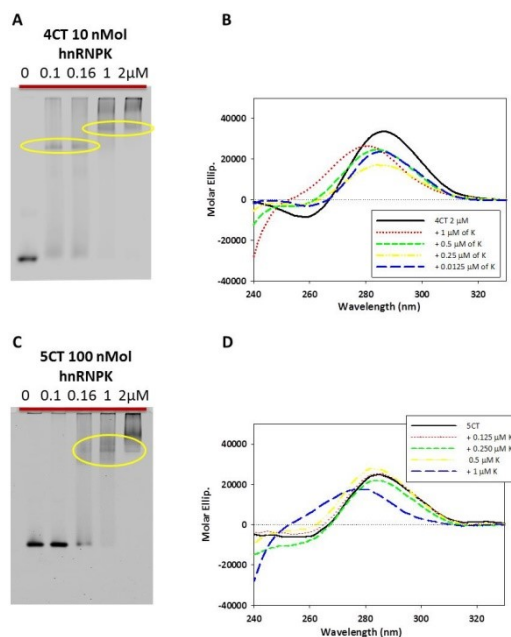 A
4CT 10 nMol
hnRNPK
0 0.1 0.16 1 2μM
B
40000
20000
0
-20000
-40000
Molar Ellip.
240 260 280 300 320
Wavelength (nm)
4CT 2 μM
+ 1 μM of K
+ 0.5 μM of K
+ 0.25 μM of K
+ 0.0125 μM of K
C
5CT 100 nMol
hnRNPK
0 0.1 0.16 1 2μM
D
40000
20000
0
-20000
-40000
Molar Ellip.
240 260 280 300 320
Wavelength (nm)
5CT
+ 0.125 μM K
+ 0.250 μM K
0.5 μM K
+ 1 μM K